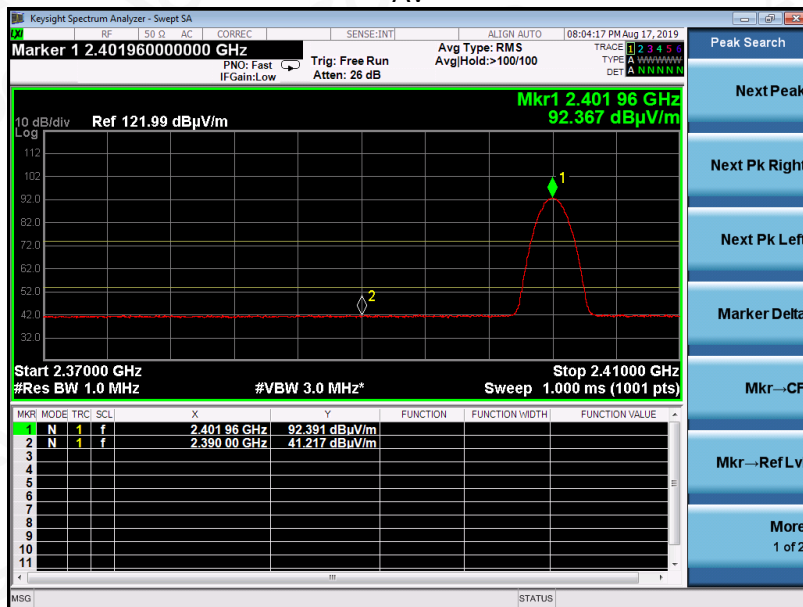 Keysight Spectrum Analyzer - Swept SA
LXI RF 50 Ω AC CORREC SENSE:INT ALIGN AUTO 08:04:17 PM Aug 17, 2019
Marker 1 2.401960000000 GHz
PNO: Fast
IFGain:Low
Trig: Free Run
Atten: 26 dB
Avg Type: RMS
Avg|Hold:>100/100
TRACE 1 2 3 4 5 6
TYPE A WWWWW
DET A N N N N N
Mkr1 2.401 96 GHz
92.367 dBµV/m
10 dB/div Ref 121.99 dBµV/m
Log
112
102
92.0
82.0
72.0
62.0
52.0
42.0
32.0
1
2
Start 2.37000 GHz Stop 2.41000 GHz
#Res BW 1.0 MHz #VBW 3.0 MHz* Sweep 1.000 ms (1001 pts)
MKR MODE TRC SCL X Y FUNCTION FUNCTION WIDTH FUNCTION VALUE
1 N 1 f 2.401 96 GHz 92.391 dBµV/m
2 N 1 f 2.390 00 GHz 41.217 dBµV/m
3
4
5
6
7
8
9
10
11
MSG STATUS
Peak Search
Next Peak
Next Pk Right
Next Pk Left
Marker Delta
Mkr→CF
Mkr→Ref Lv
More
1 of 2